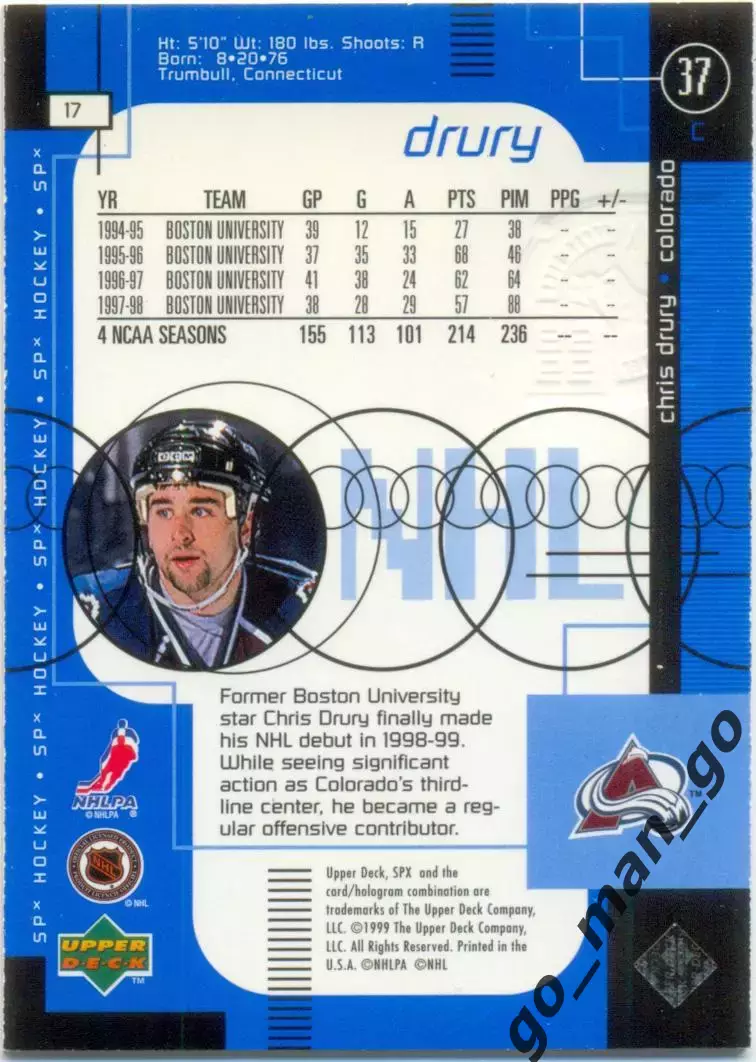 Ht: 5'10" Wt: 180 lbs. Shoots: R
Born: 8•20•76
Trumbull, Connecticut
37
C
17
drury
YR TEAM GP G A PTS PIM PPG +/-
1994-95 BOSTON UNIVERSITY 39 12 15 27 38 -- --
1995-96 BOSTON UNIVERSITY 37 35 33 68 46 -- --
1996-97 BOSTON UNIVERSITY 41 38 24 62 64 -- --
1997-98 BOSTON UNIVERSITY 38 28 29 57 88 -- --
4 NCAA SEASONS 155 113 101 214 236 -- --
chris drury • colorado
SPx HOCKEY • SPx HOCKEY • SPx HOCKEY • SPx HOCKEY • SPx
NHL
Former Boston University
star Chris Drury finally made
his NHL debut in 1998-99.
While seeing significant
action as Colorado's third-
line center, he became a reg-
ular offensive contributor.
NHLPA
©NHLPA ®
A
TM
NHL
©NHL
UPPER
DECK
TM
Upper Deck, SPX and the
card/hologram combination are
trademarks of The Upper Deck Company,
LLC. ©1999 The Upper Deck Company,
LLC. All Rights Reserved. Printed in the
U.S.A. ©NHLPA ©NHL
go_man_go